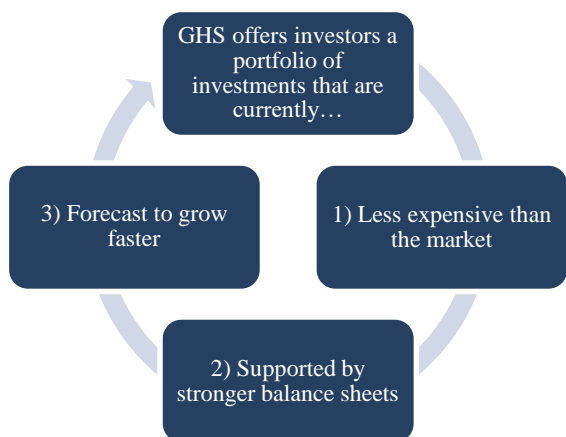 GHS offers investors a
portfolio of
investments that are
currently…
1) Less expensive than
the market
2) Supported by
stronger balance sheets
3) Forecast to grow
faster